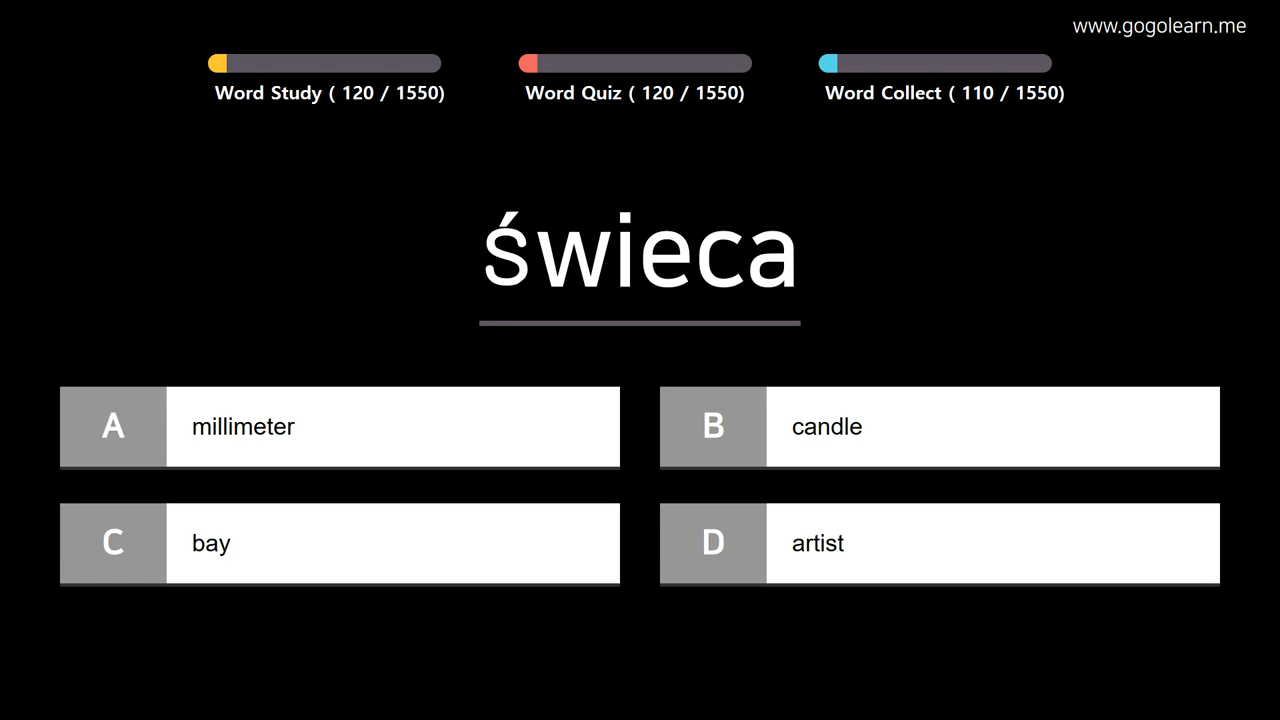 www.gogolearn.me
Word Study ( 120 / 1550)
Word Quiz ( 120 / 1550)
Word Collect ( 110 / 1550)
świeca
A millimeter
B candle
C bay
D artist